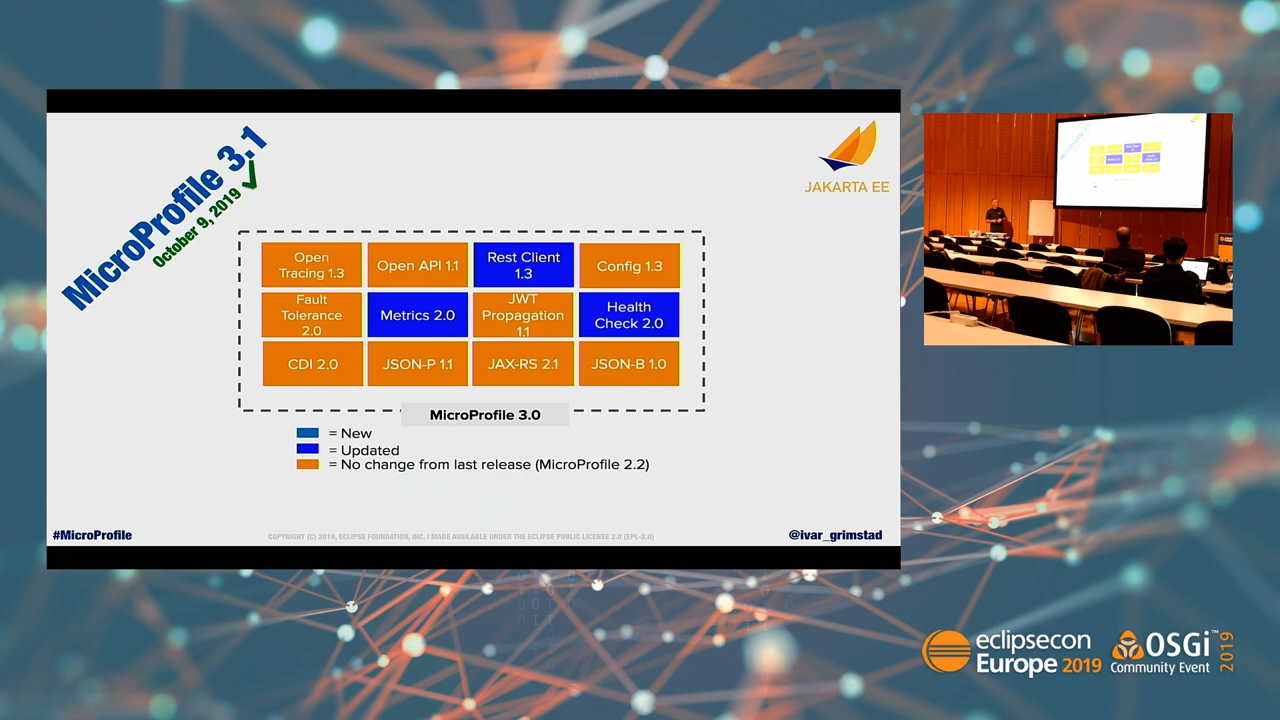 MicroProfile 3.1
October 9, 2019
JAKARTA EE
Open
Tracing 1.3
Open API 1.1
Rest Client
1.3
Config 1.3
Fault
Tolerance
2.0
Metrics 2.0
JWT
Propagation
1.1
Health
Check 2.0
CDI 2.0
JSON-P 1.1
JAX-RS 2.1
JSON-B 1.0
MicroProfile 3.0
= New
= Updated
= No change from last release (MicroProfile 2.2)
#MicroProfile
COPYRIGHT (C) 2019, ECLIPSE FOUNDATION, INC. | MADE AVAILABLE UNDER THE ECLIPSE PUBLIC LICENSE 2.0 (EPL-2.0)
@ivar_grimstad
eclipsecon
Europe 2019
OSGi™
Community Event
2019